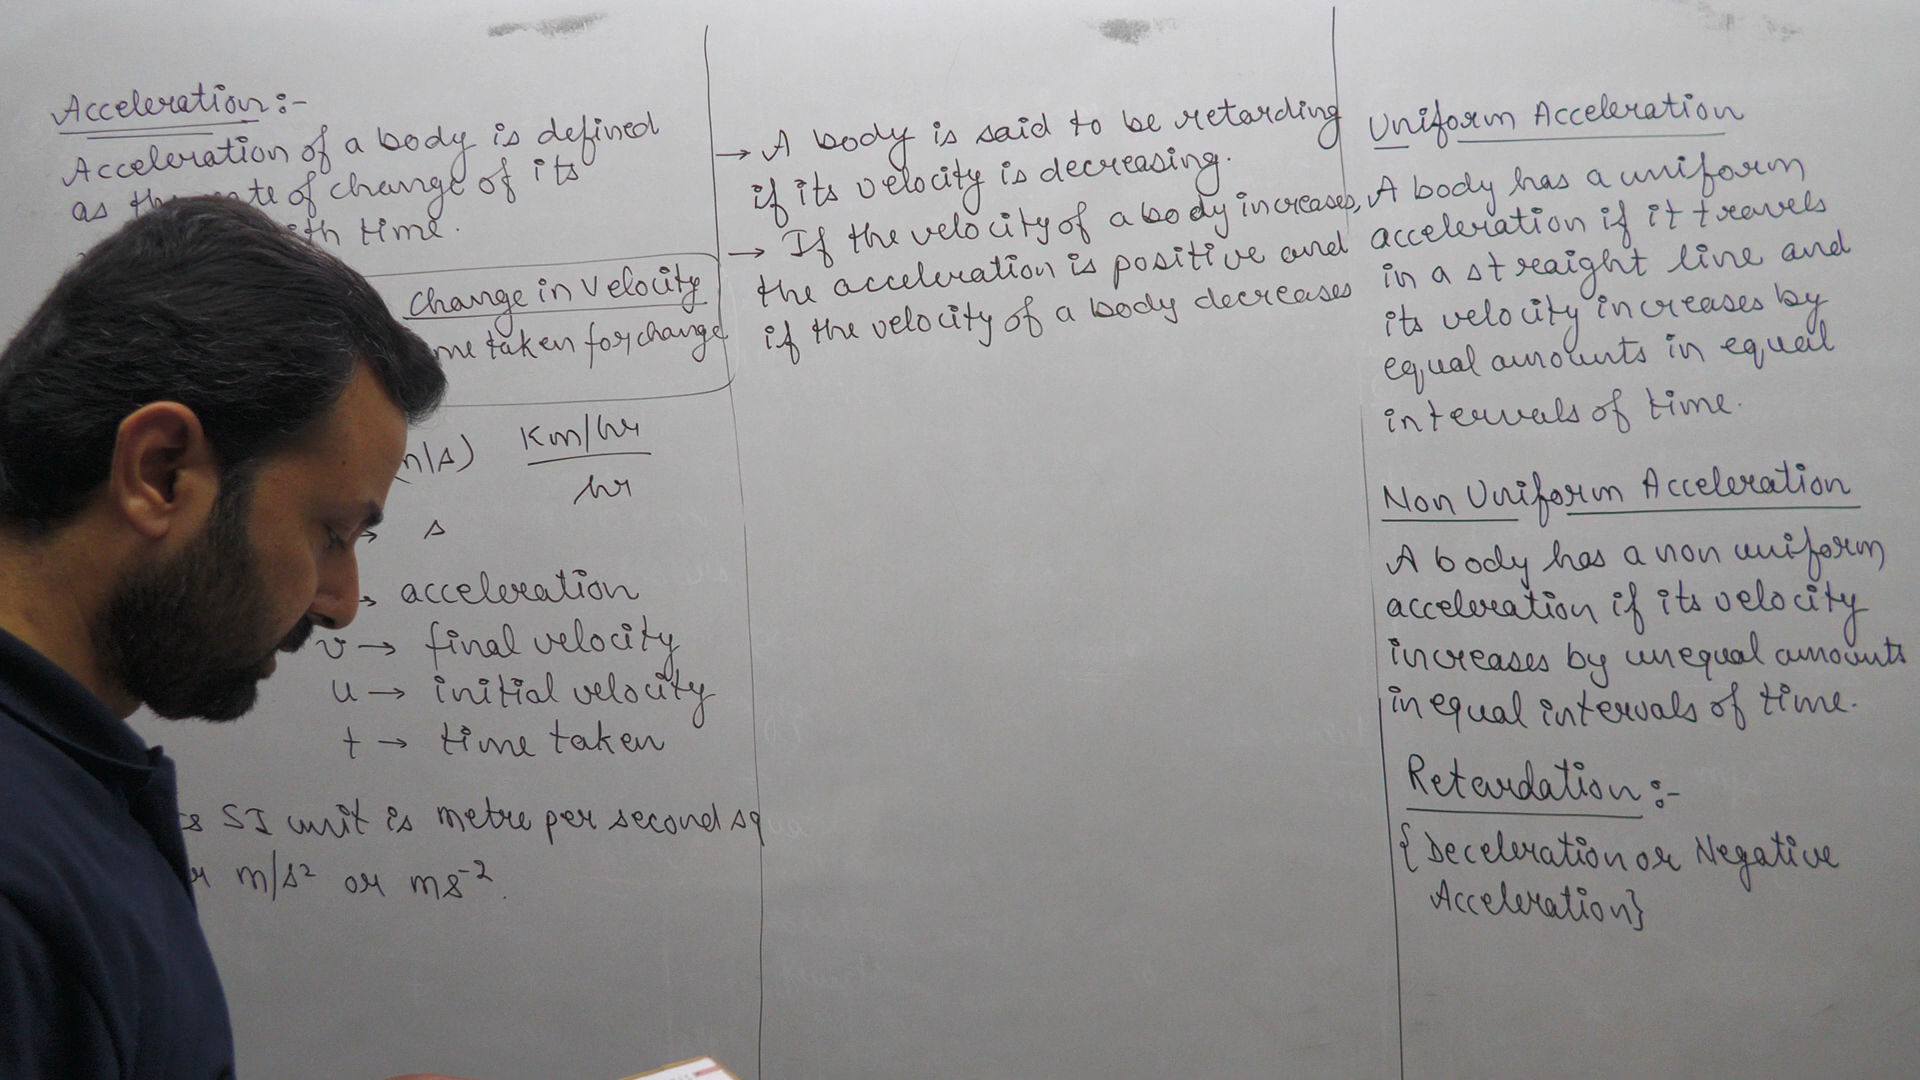 Acceleration:-
Acceleration of a body is defined
as the rate of change of its
with time.
Change in Velocity
taken for change
Km/hr
hr
s
acceleration
v → final velocity
u → initial velocity
t → time taken
SI unit is metre per second sq
m/s² or ms⁻².
→ A body is said to be retarding
if its velocity is decreasing.
→ If the velocity of a body increases,
the acceleration is positive and
if the velocity of a body decreases
Uniform Acceleration
A body has a uniform
acceleration if it travels
in a straight line and
its velocity increases by
equal amounts in equal
intervals of time.
Non Uniform Acceleration
A body has a non uniform
acceleration if its velocity
increases by unequal amounts
in equal intervals of time.
Retardation:-
{Deceleration or Negative
Acceleration}